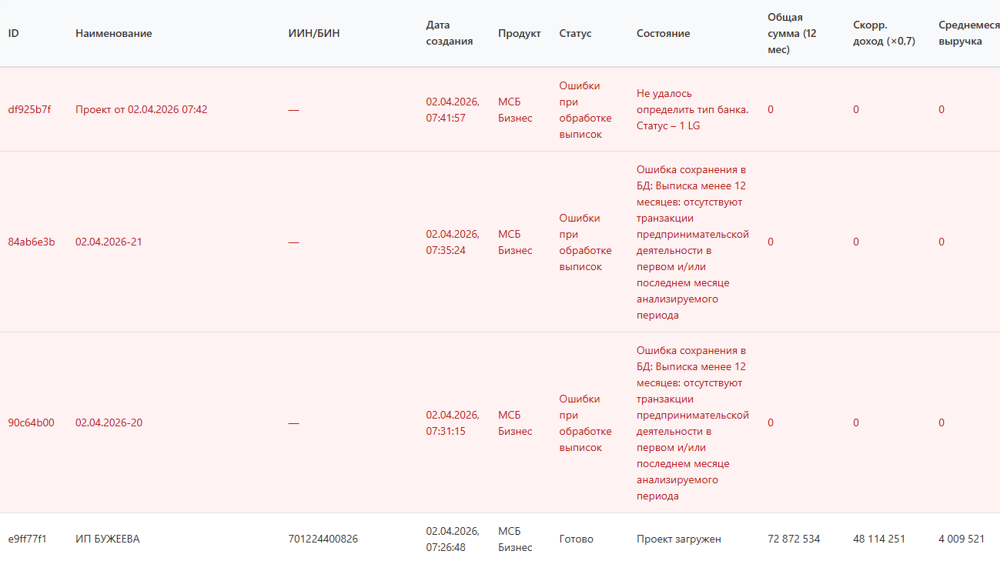 ID
Наименование
ИИН/БИН
Дата
создания
Продукт
Статус
Состояние
Общая
сумма (12
мес)
Скорр.
доход (×0,7)
Среднемеся
выручка
df925b7f
Проект от 02.04.2026 07:42
—
02.04.2026,
07:41:57
МСБ
Бизнес
Ошибки
при
обработке
выписок
Не удалось
определить тип банка.
Статус – 1 LG
0
0
0
84ab6e3b
02.04.2026-21
—
02.04.2026,
07:35:24
МСБ
Бизнес
Ошибки
при
обработке
выписок
Ошибка сохранения в
БД: Выписка менее 12
месяцев: отсутствуют
транзакции
предпринимательской
деятельности в
первом и/или
последнем месяце
анализируемого
периода
0
0
0
90c64b00
02.04.2026-20
—
02.04.2026,
07:31:15
МСБ
Бизнес
Ошибки
при
обработке
выписок
Ошибка сохранения в
БД: Выписка менее 12
месяцев: отсутствуют
транзакции
предпринимательской
деятельности в
первом и/или
последнем месяце
анализируемого
периода
0
0
0
e9ff77f1
ИП БУЖЕЕВА
701224400826
02.04.2026,
07:26:48
МСБ
Бизнес
Готово
Проект загружен
72 872 534
48 114 251
4 009 521